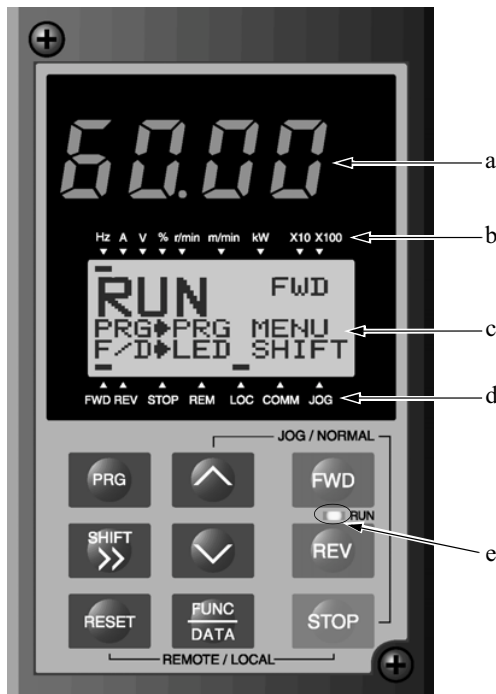 60.00
a
Hz A V % r/min m/min kW X10 X100
b
RUN FWD
PRG▶PRG MENU
c
F/D▶LED SHIFT
FWD REV STOP REM LOC COMM JOG
d
JOG / NORMAL
PRG
FWD
RUN
SHIFT
REV
e
RESET
FUNC
DATA
STOP
REMOTE / LOCAL